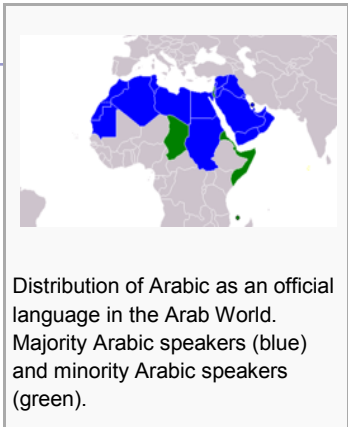 Distribution of Arabic as an official
language in the Arab World.
Majority Arabic speakers (blue)
and minority Arabic speakers
(green).